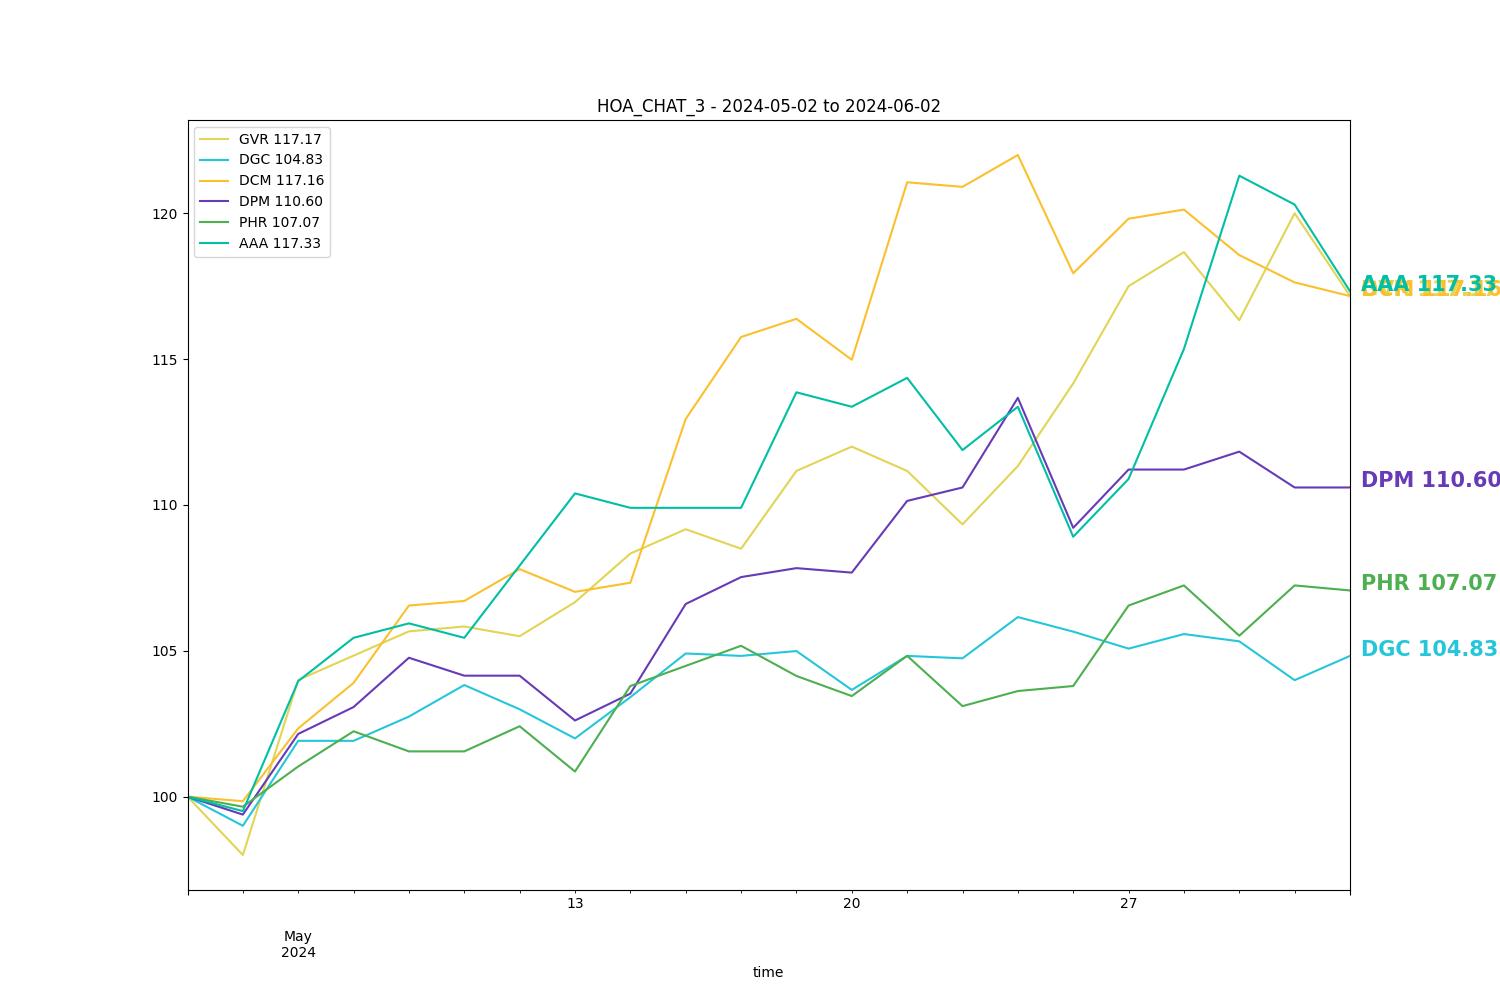 HOA_CHAT_3 - 2024-05-02 to 2024-06-02
GVR 117.17
DGC 104.83
DCM 117.16
DPM 110.60
PHR 107.07
AAA 117.33
120
115
110
105
100
AAA 117.33
DPM 110.60
PHR 107.07
DGC 104.83
13
20
27
May
2024
time